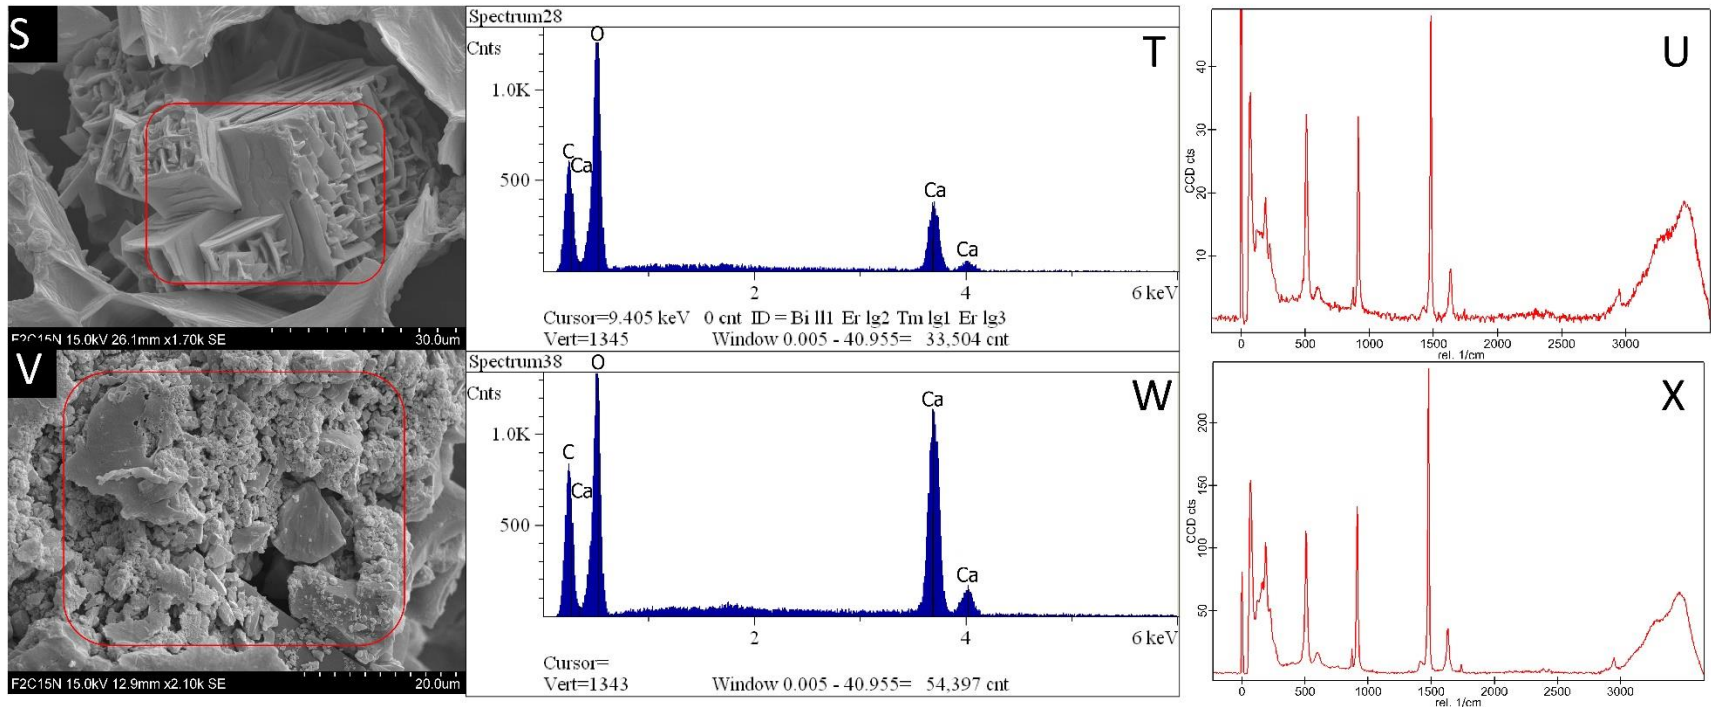 S
F2C15N 15.0kV 26.1mm x1.70k SE
30.0um
Spectrum28
Cnts
T
O
C
Ca
Ca
Ca
1.0K
500
2
4
6 keV
Cursor=9.405 keV 0 cnt ID = Bi ll1 Er lg2 Tm lg1 Er lg3
Vert=1345 Window 0.005 - 40.955= 33,504 cnt
U
CCD cts
40
30
20
10
0 500 1000 1500 2000 2500 3000
rel. 1/cm
V
F2C15N 15.0kV 12.9mm x2.10k SE
20.0um
Spectrum38
Cnts
W
O
C
Ca
Ca
Ca
1.0K
500
2
4
6 keV
Cursor=
Vert=1343 Window 0.005 - 40.955= 54,397 cnt
X
CCD cts
200
150
100
50
0 500 1000 1500 2000 2500 3000
rel. 1/cm